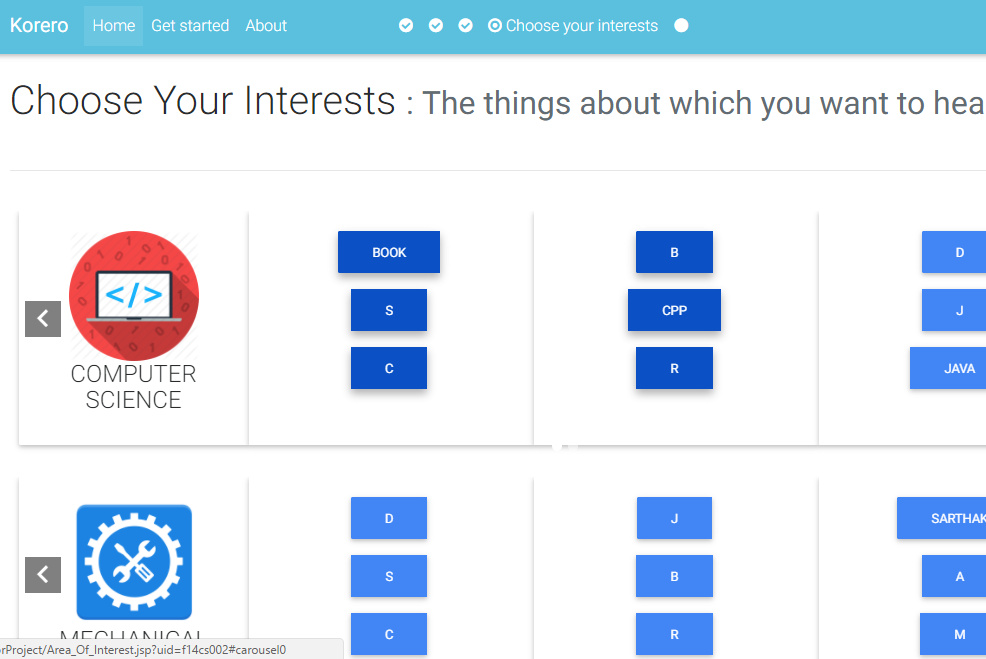 Korero Home Get started About Choose your interests
Choose Your Interests : The things about which you want to hea
</>
COMPUTER
SCIENCE
BOOK B D
S CPP J
C R JAVA
D J SARTHAK
S B A
C R M
MECHANICAL
rProject/Area_Of_Interest.jsp?uid=f14cs002#carousel0